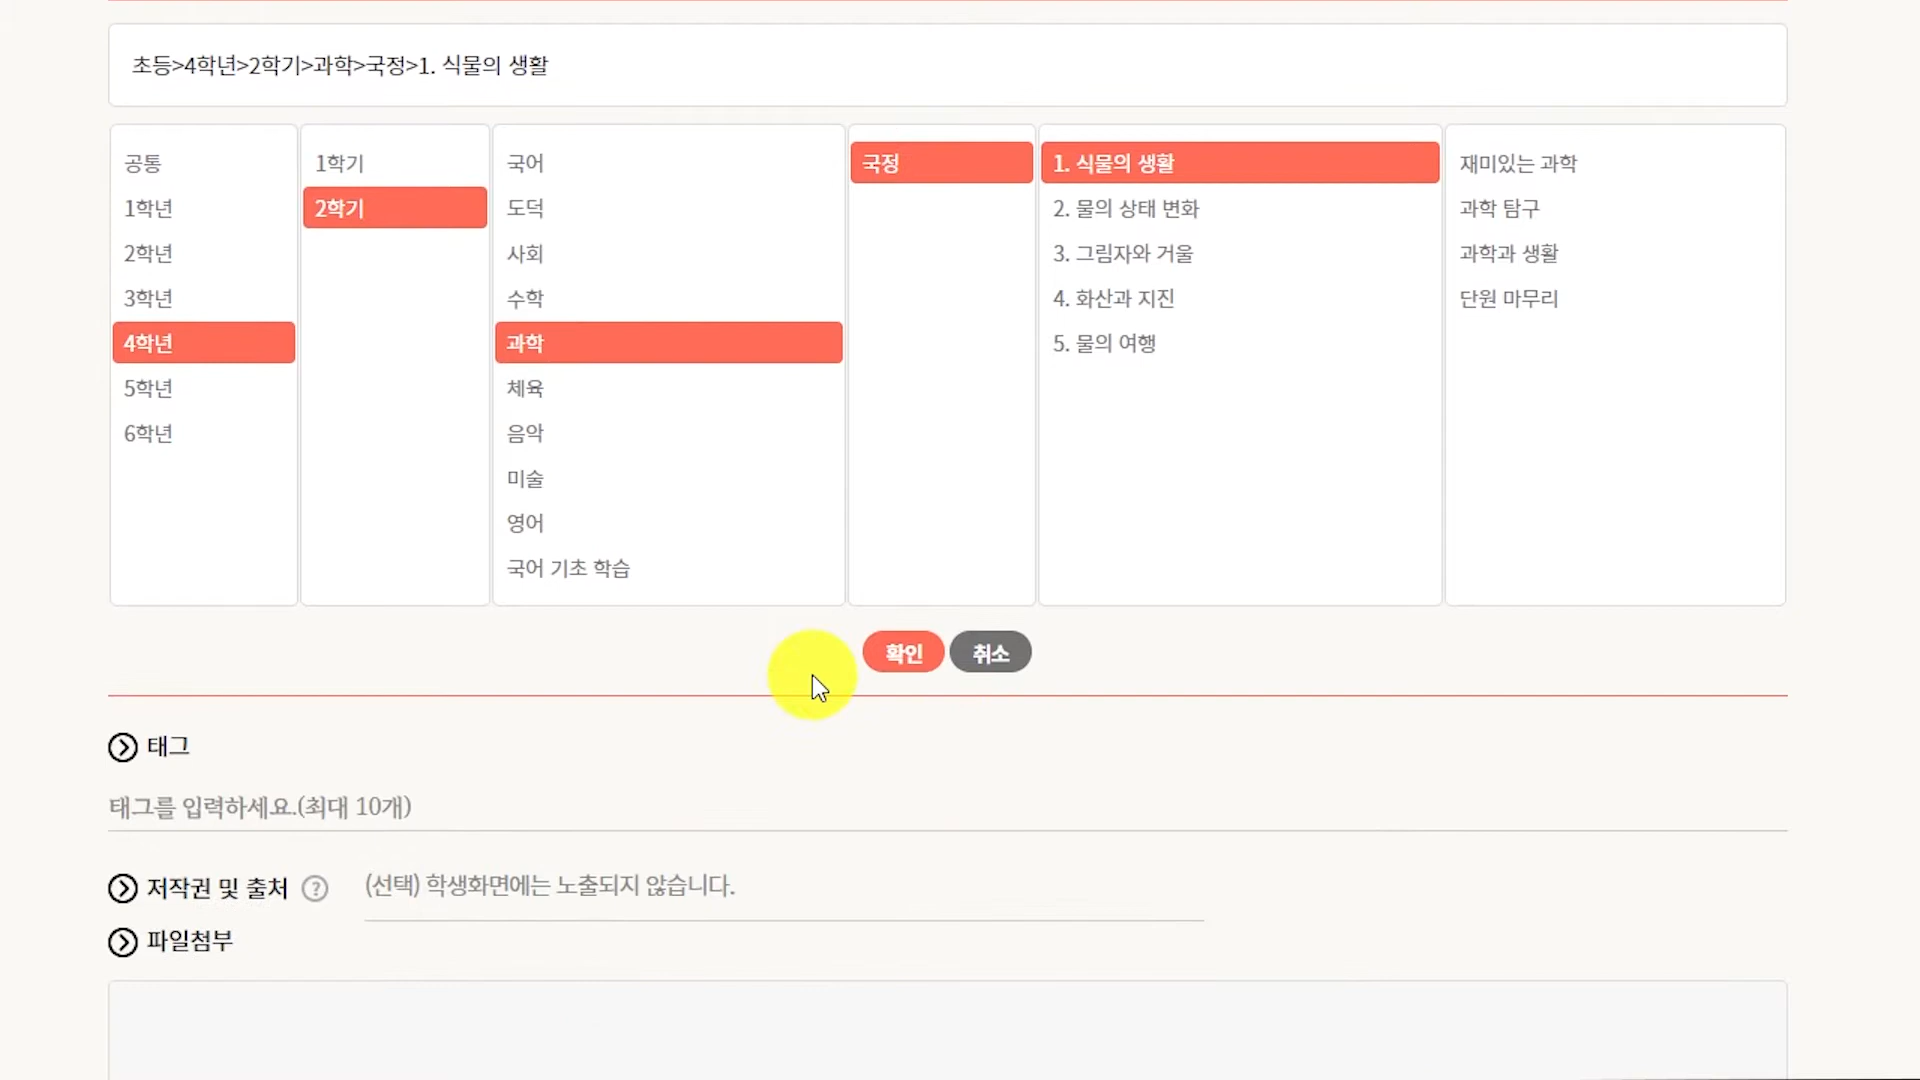 초등>4학년>2학기>과학>국정>1. 식물의 생활
공통
1학년
2학년
3학년
4학년
5학년
6학년
1학기
2학기
국어
도덕
사회
수학
과학
체육
음악
미술
영어
국어 기초 학습
국정
1. 식물의 생활
2. 물의 상태 변화
3. 그림자와 거울
4. 화산과 지진
5. 물의 여행
재미있는 과학
과학 탐구
과학과 생활
단원 마무리
확인 취소
태그
태그를 입력하세요.(최대 10개)
저작권 및 출처 ? (선택) 학생화면에는 노출되지 않습니다.
파일첨부